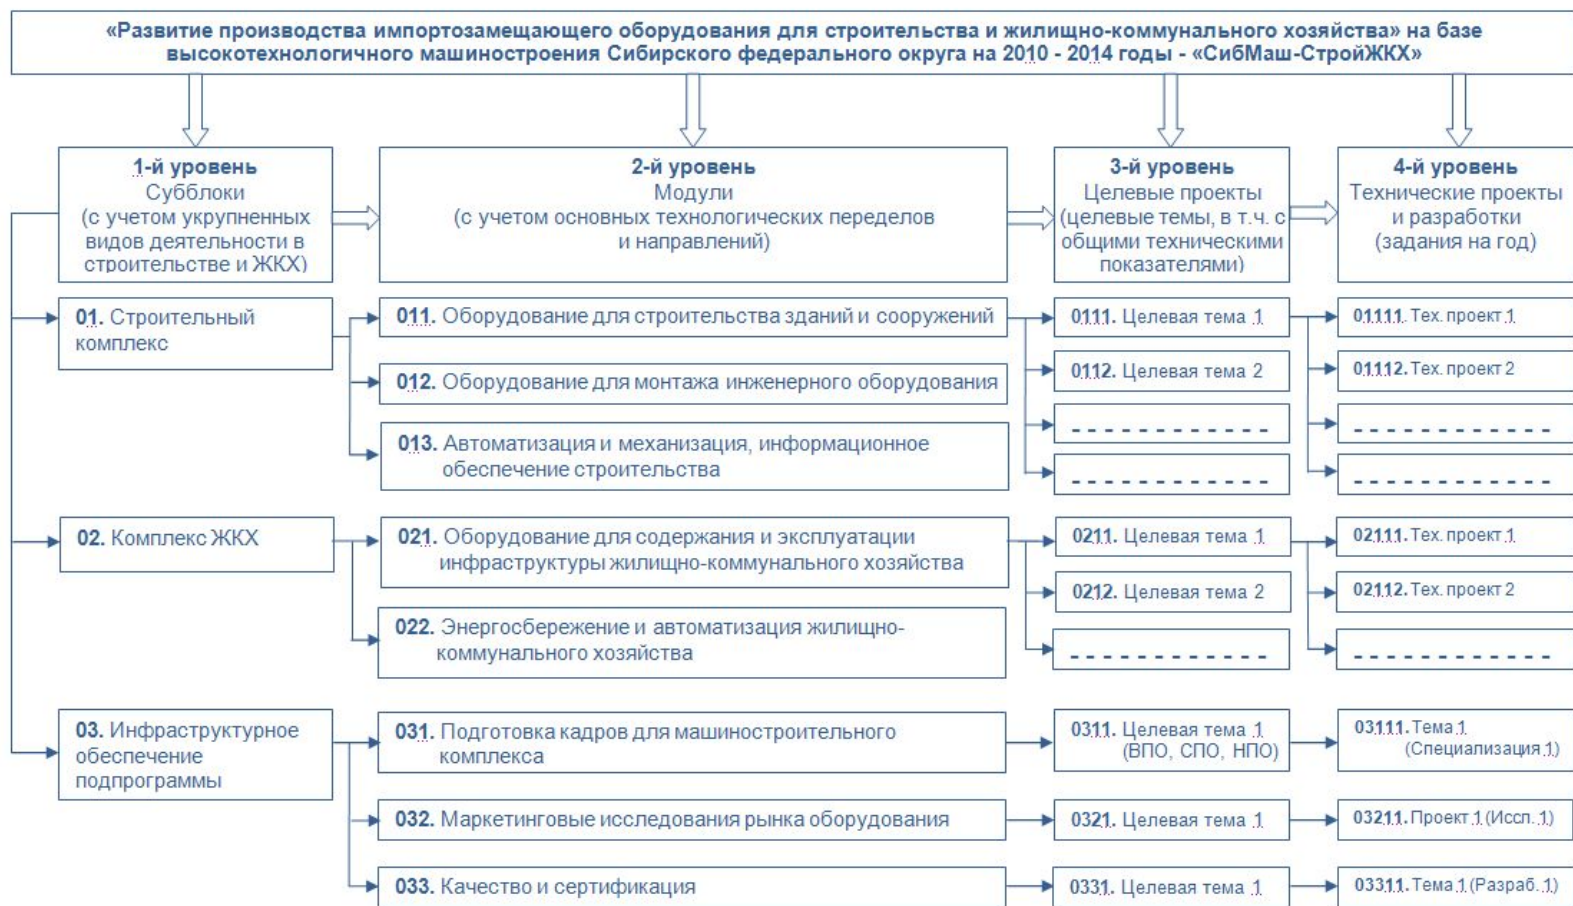 «Развитие производства импортозамещающего оборудования для строительства и жилищно-коммунального хозяйства» на базе
высокотехнологичного машиностроения Сибирского федерального округа на 2010 - 2014 годы - «СибМаш-СтройЖКХ»
1-й уровень
Субблоки
(с учетом укрупненных
видов деятельности в
строительстве и ЖКХ)
2-й уровень
Модули
(с учетом основных технологических переделов
и направлений)
3-й уровень
Целевые проекты
(целевые темы, в т.ч. с
общими техническими
показателями)
4-й уровень
Технические проекты
и разработки
(задания на год)
01. Строительный
комплекс
011. Оборудование для строительства зданий и сооружений
0111. Целевая тема 1
01111. Тех. проект 1
012. Оборудование для монтажа инженерного оборудования
0112. Целевая тема 2
01112. Тех. проект 2
013. Автоматизация и механизация, информационное
обеспечение строительства
_ _ _ _ _ _ _ _ _ _ _ _
_ _ _ _ _ _ _ _ _ _ _ _
_ _ _ _ _ _ _ _ _ _ _ _
_ _ _ _ _ _ _ _ _ _ _ _
02. Комплекс ЖКХ
021. Оборудование для содержания и эксплуатации
инфраструктуры жилищно-коммунального хозяйства
0211. Целевая тема 1
02111. Тех. проект 1
0212. Целевая тема 2
02112. Тех. проект 2
022. Энергосбережение и автоматизация жилищно-
коммунального хозяйства
_ _ _ _ _ _ _ _ _ _ _ _
_ _ _ _ _ _ _ _ _ _ _ _
03. Инфраструктурное
обеспечение
подпрограммы
031. Подготовка кадров для машиностроительного
комплекса
0311. Целевая тема 1
(ВПО, СПО, НПО)
03111. Тема 1
(Специализация 1)
032. Маркетинговые исследования рынка оборудования
0321. Целевая тема 1
03211. Проект 1 (Иссл. 1)
033. Качество и сертификация
0331. Целевая тема 1
03311. Тема 1 (Разраб. 1)